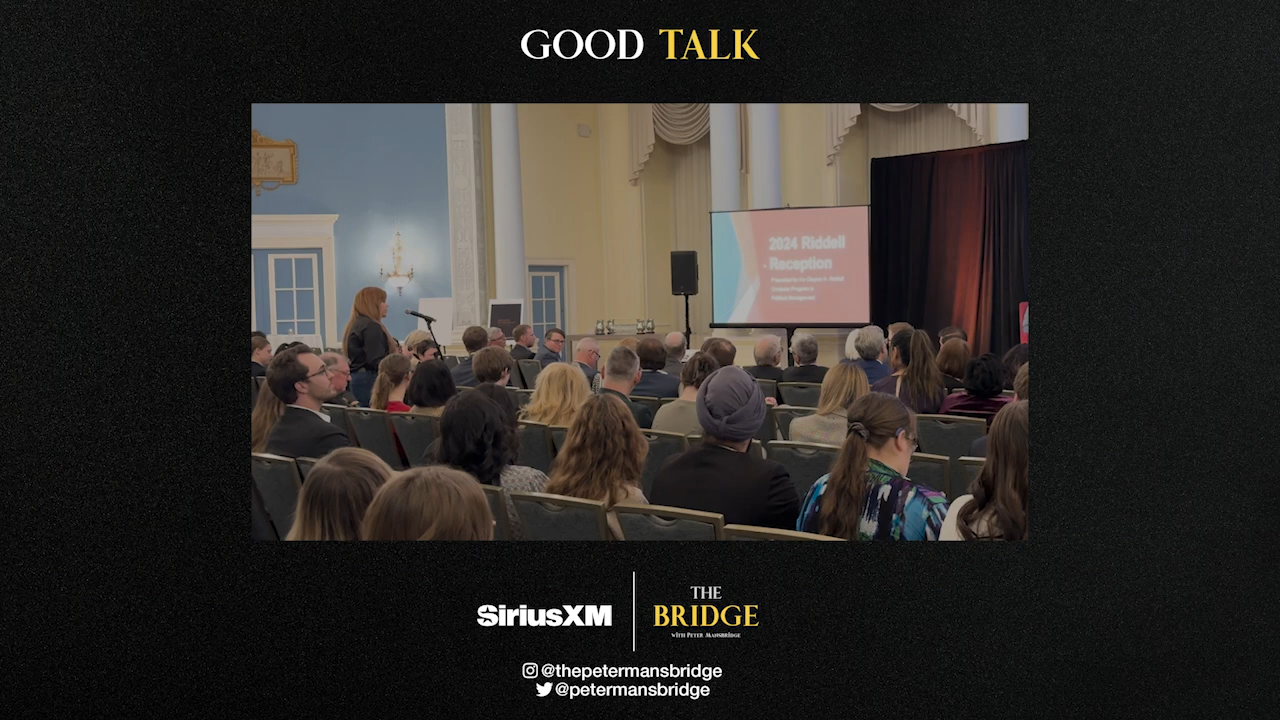 GOOD TALK
2024 Riddell
Reception
SiriusXM
THE
BRIDGE
WITH PETER MANSBRIDGE
@thepetermansbridge
@petermansbridge